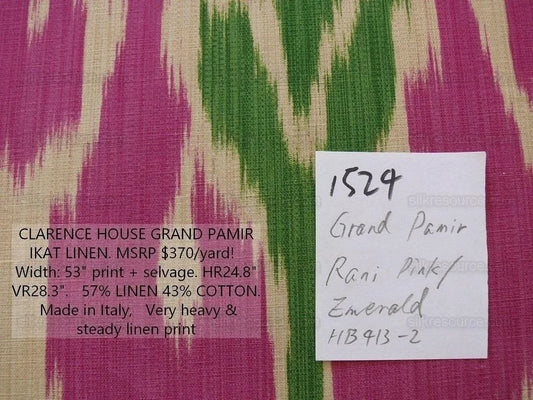 CLARENCE HOUSE GRAND PAMIR
IKAT LINEN. MSRP $370/yard!
Width: 53" print + selvage. HR24.8"
VR28.3". 57% LINEN 43% COTTON.
Made in Italy, Very heavy &
steady linen print
1524
Grand Pamir
Rani Pink/
Emerald
HB413-2
silkresource